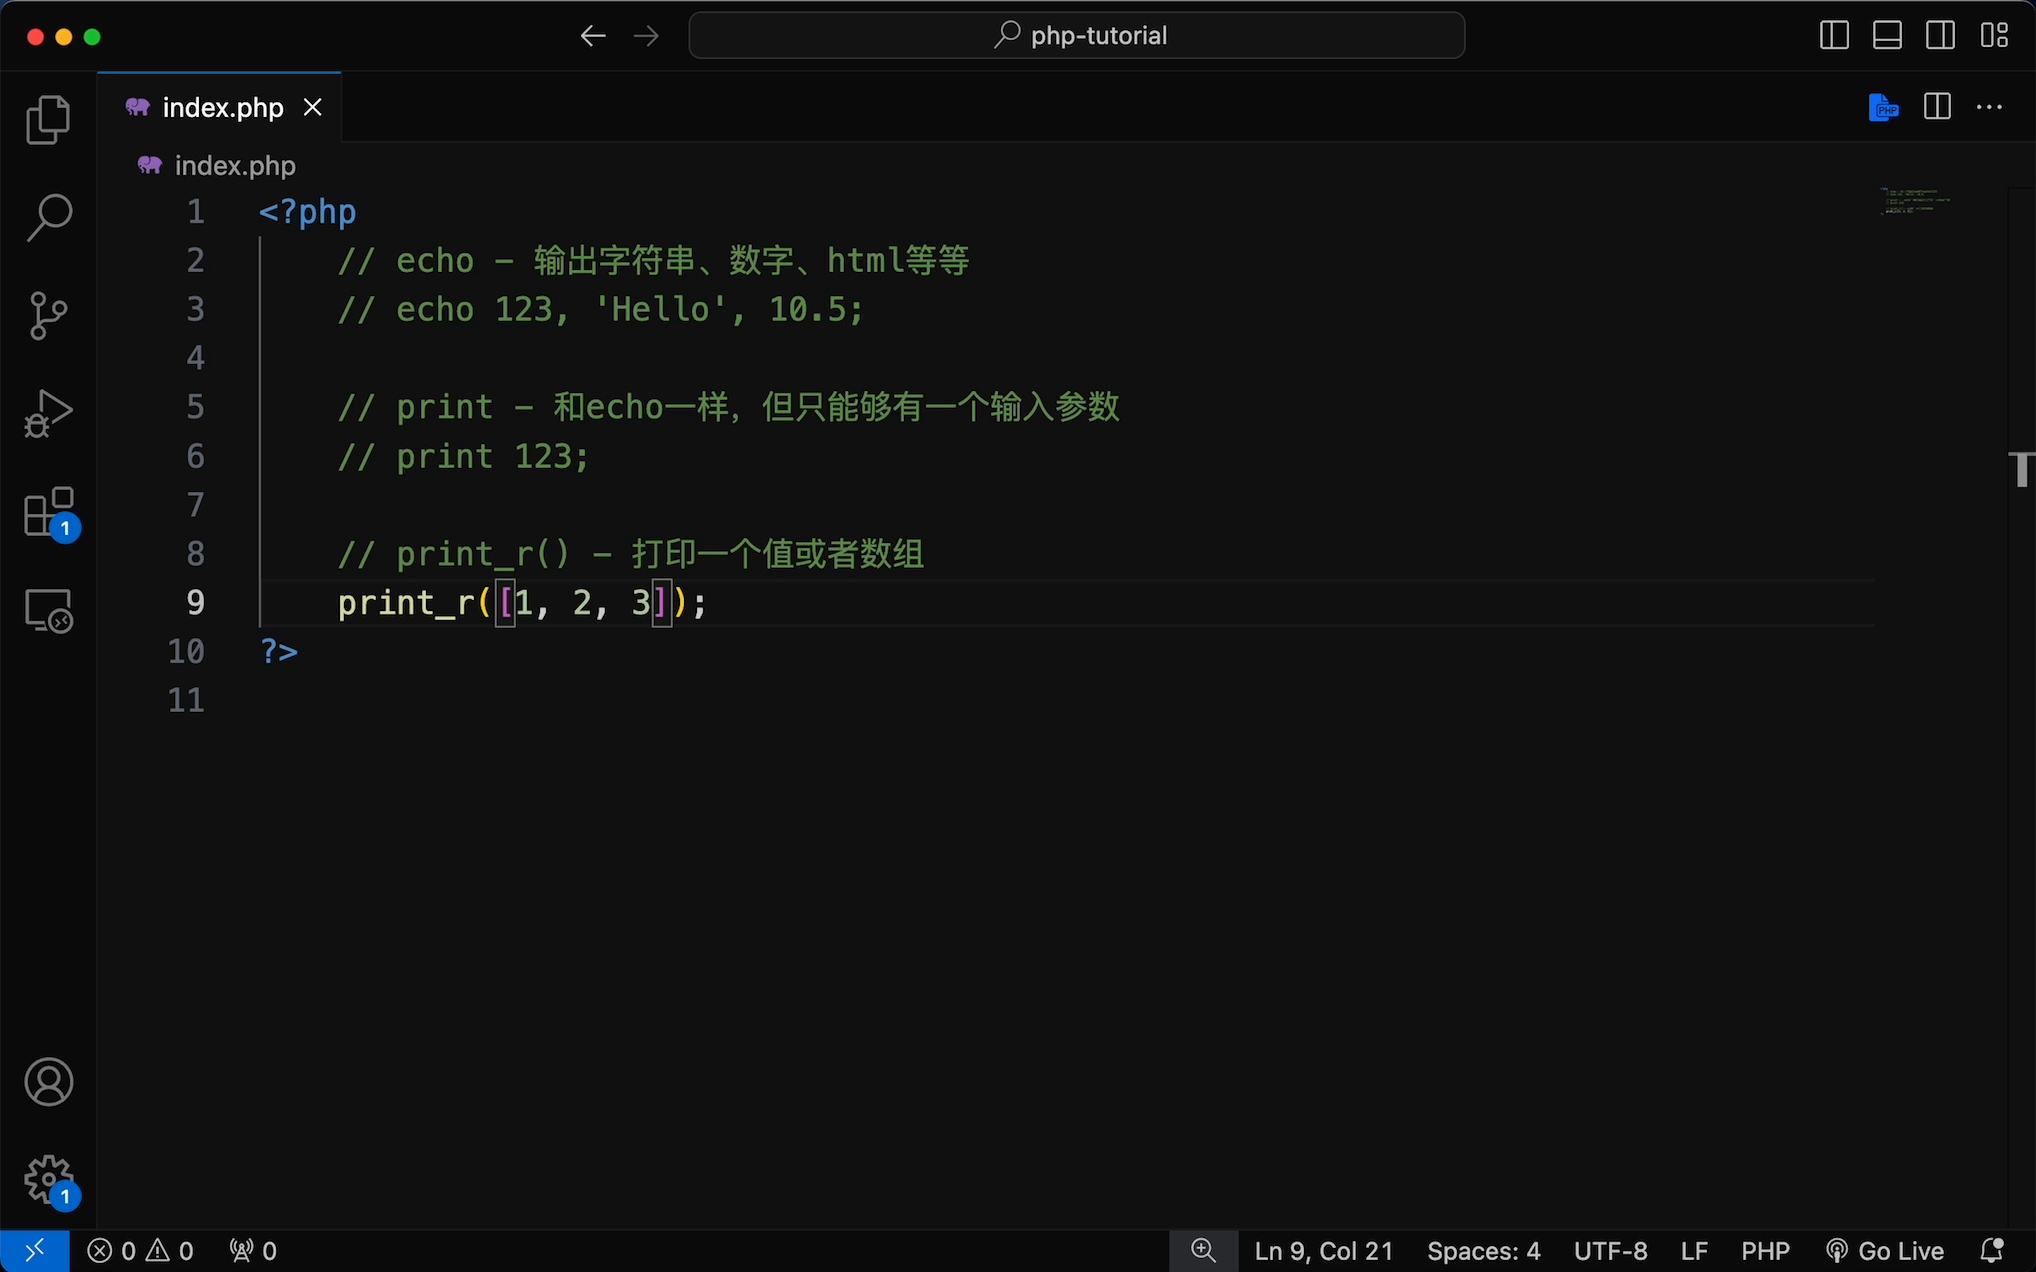 php-tutorial
index.php
PHP
index.php
1 <?php
2 // echo - 输出字符串、数字、html等等
3 // echo 123, 'Hello', 10.5;
4
5 // print - 和echo一样，但只能够有一个输入参数
6 // print 123;
7
8 // print_r() - 打印一个值或者数组
9 print_r([1, 2, 3]);
10 ?>
11
1
1
0 0 0 Ln 9, Col 21 Spaces: 4 UTF-8 LF PHP Go Live